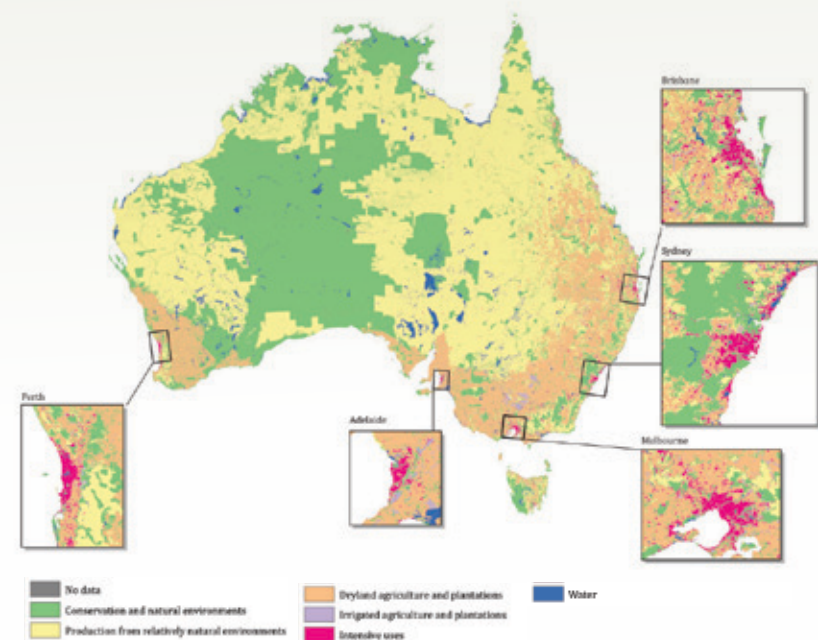 Brisbane
Sydney
Perth
Adelaide
Melbourne
No data
Conservation and natural environments
Production from relatively natural environments
Dryland agriculture and plantations
Irrigated agriculture and plantations
Intensive uses
Water